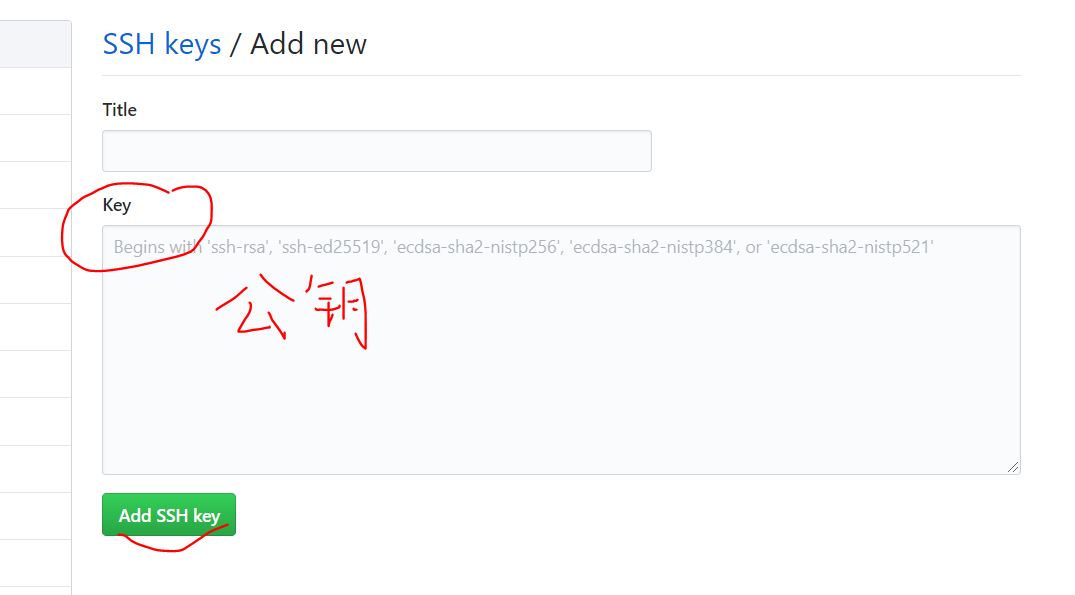 SSH keys / Add new
Title
Key
Begins with 'ssh-rsa', 'ssh-ed25519', 'ecdsa-sha2-nistp256', 'ecdsa-sha2-nistp384', or 'ecdsa-sha2-nistp521'
公钥
Add SSH key